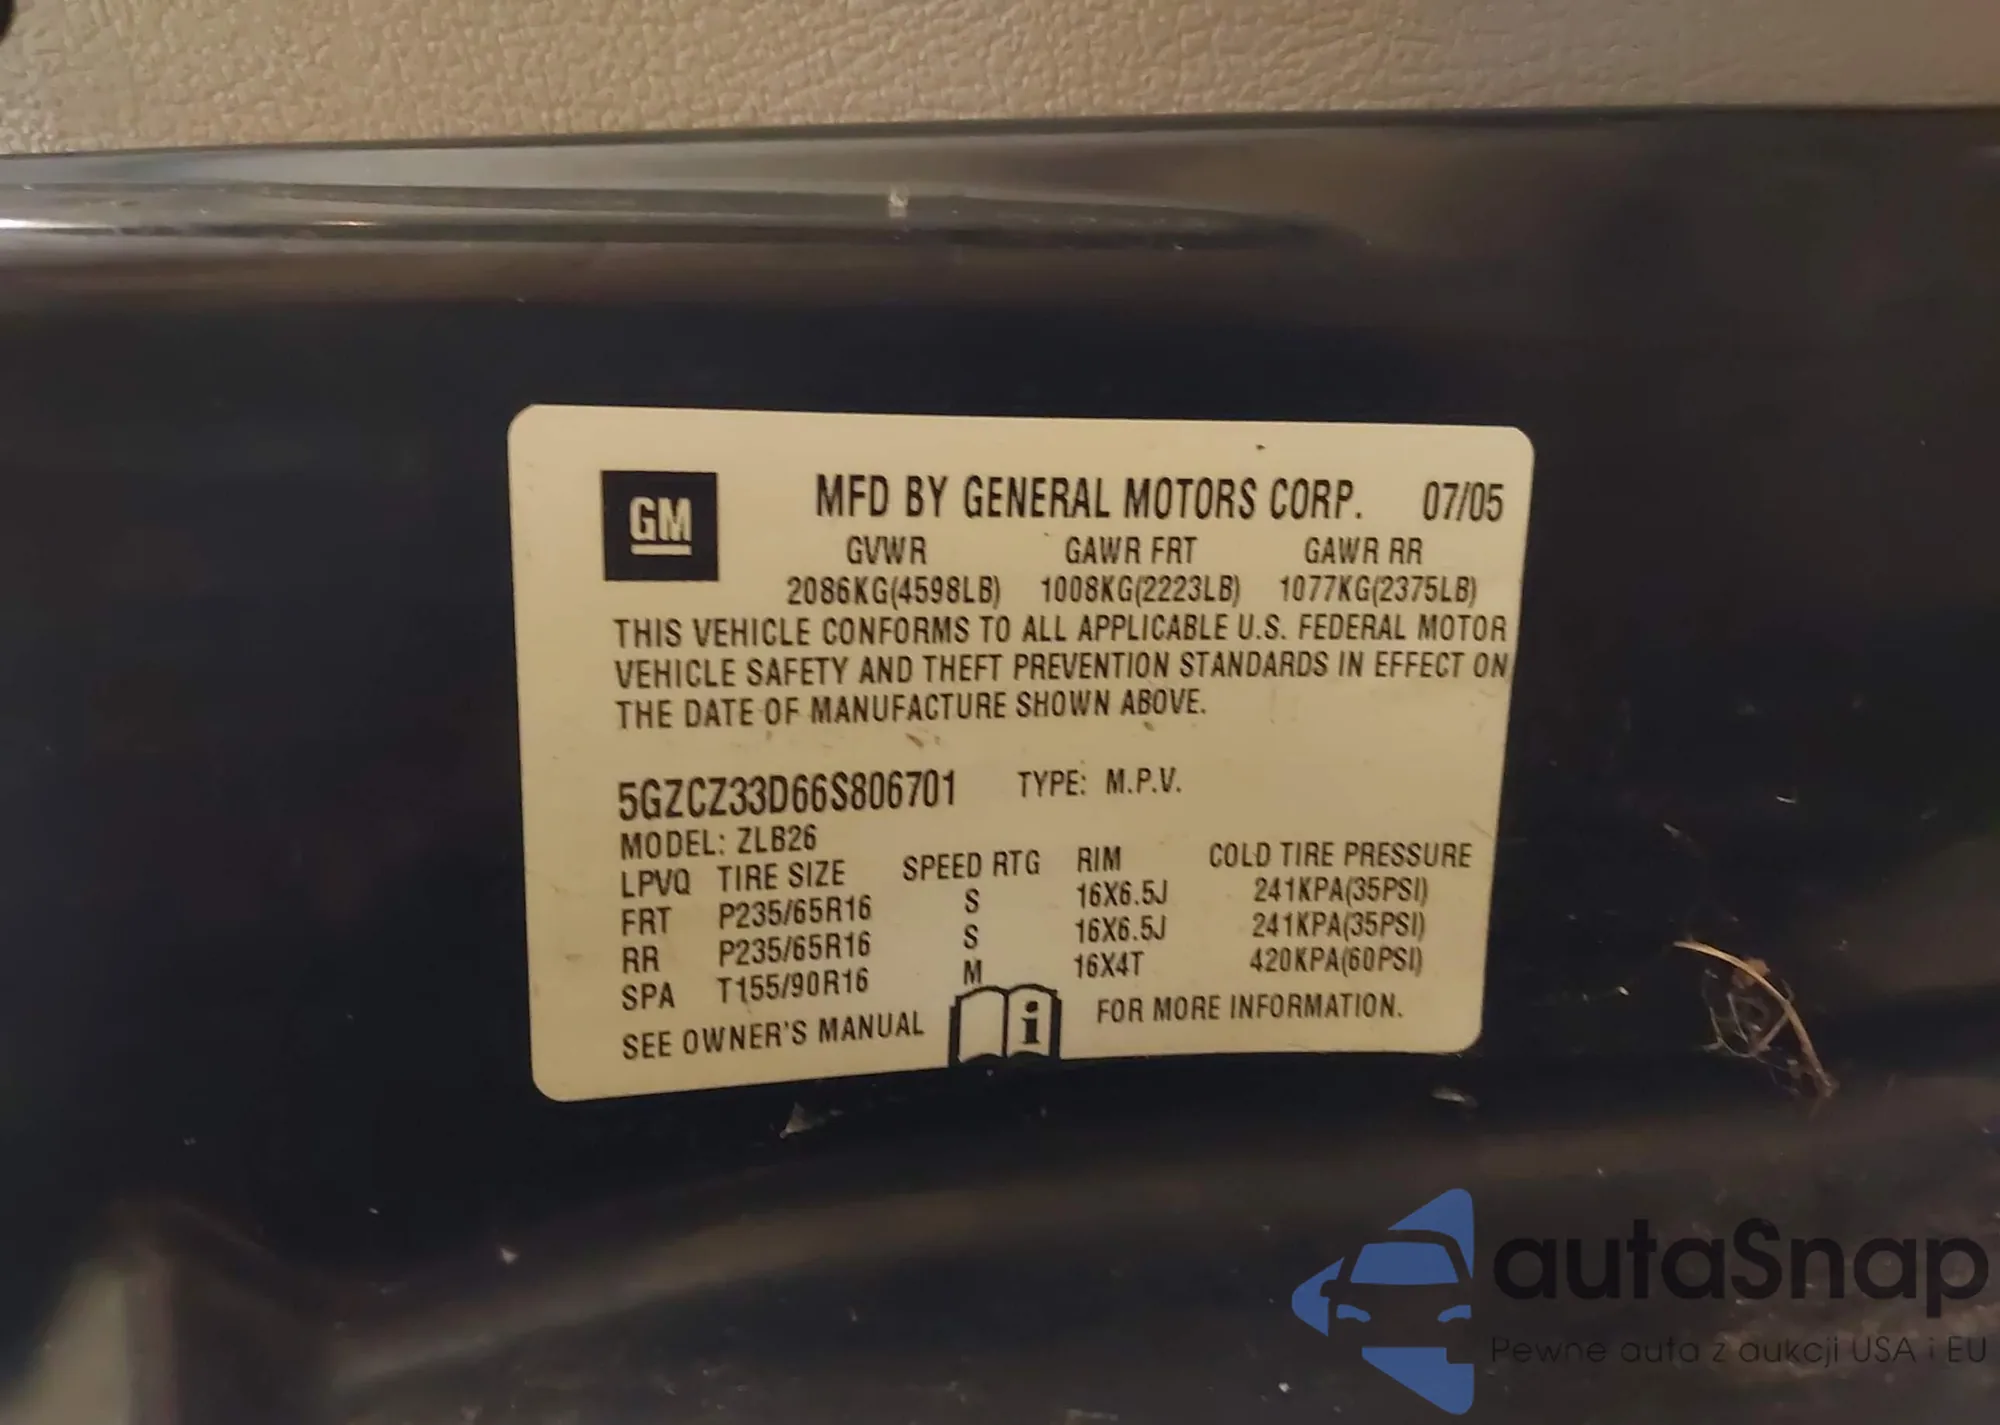 GM
MFD BY GENERAL MOTORS CORP. 07/05
GVWR GAWR FRT GAWR RR
2086KG(4598LB) 1008KG(2223LB) 1077KG(2375LB)
THIS VEHICLE CONFORMS TO ALL APPLICABLE U.S. FEDERAL MOTOR
VEHICLE SAFETY AND THEFT PREVENTION STANDARDS IN EFFECT ON
THE DATE OF MANUFACTURE SHOWN ABOVE.
5GZCZ33D66S806701 TYPE: M.P.V.
MODEL: ZLB26
LPVQ TIRE SIZE SPEED RTG RIM COLD TIRE PRESSURE
FRT P235/65R16 S 16X6.5J 241KPA(35PSI)
RR P235/65R16 S 16X6.5J 241KPA(35PSI)
SPA T155/90R16 M 16X4T 420KPA(60PSI)
SEE OWNER'S MANUAL i FOR MORE INFORMATION.
autaSnap
Pewne auta z aukcji USA i EU